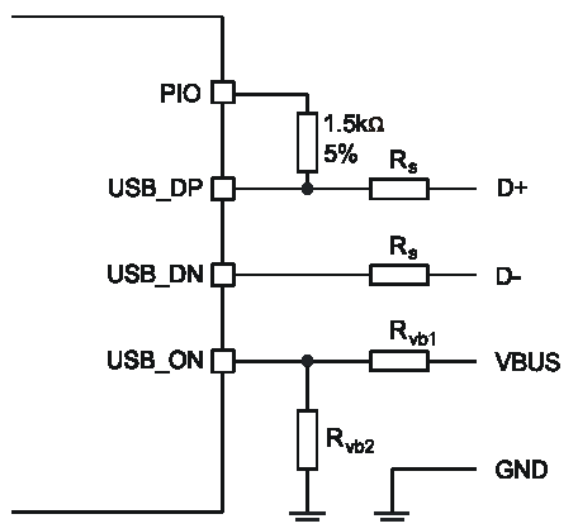 PIO
1.5kΩ
5%
USB_DP
Rs
D+
USB_DN
Rs
D–
USB_ON
Rvb1
VBUS
Rvb2
GND